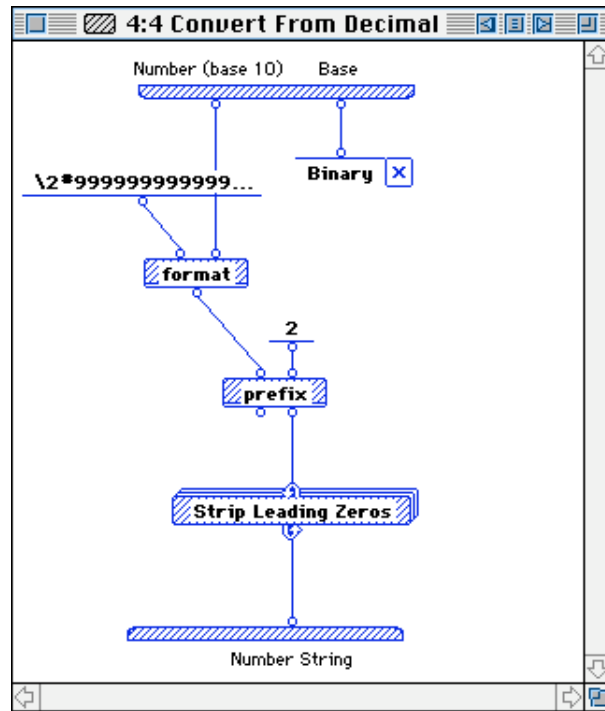 4:4 Convert From Decimal
Number (base 10) Base
\2#999999999999...
Binary
format
2
prefix
Strip Leading Zeros
Number String